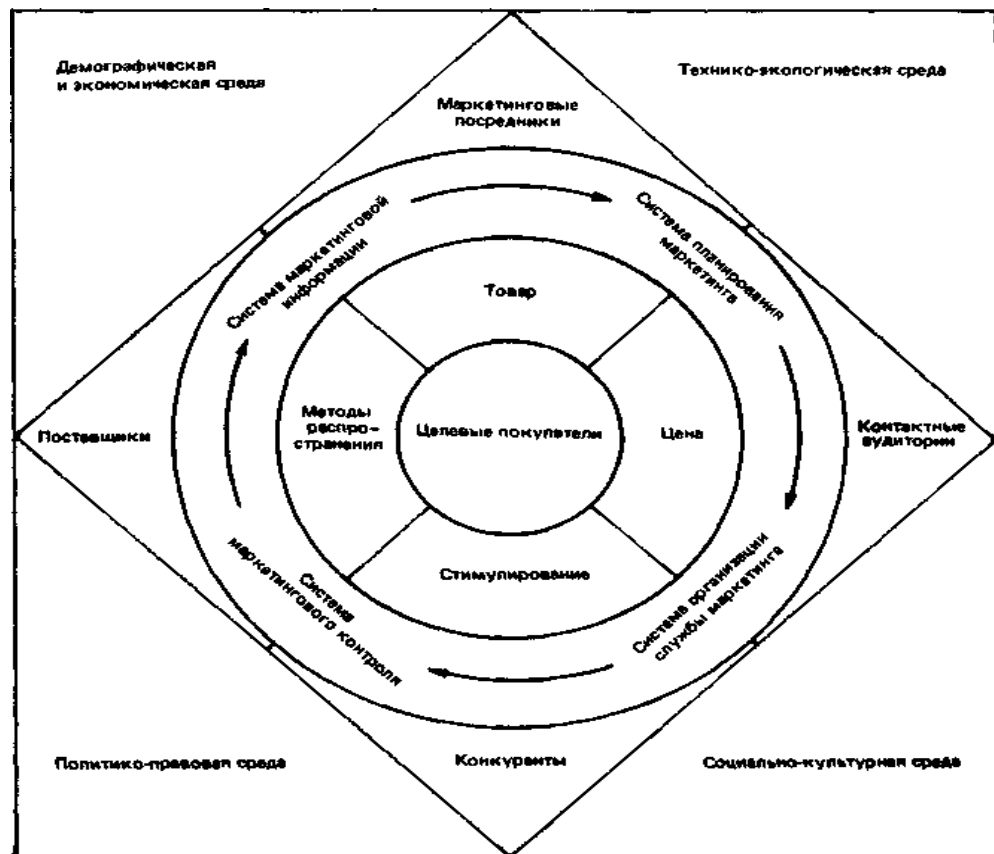 Демографическая
и экономическая среда
Технико-экологическая среда
Маркетинговые
посредники
Система маркетинговой
информации
Система планирования
маркетинга
Товар
Поставщики
Методы
распро-
странения
Целевые покупатели
Цена
Контактные
аудитории
Стимулирование
Система
маркетингового контроля
Система организации
службы маркетинга
Политико-правовая среда
Конкуранты
Социально-культурная среда